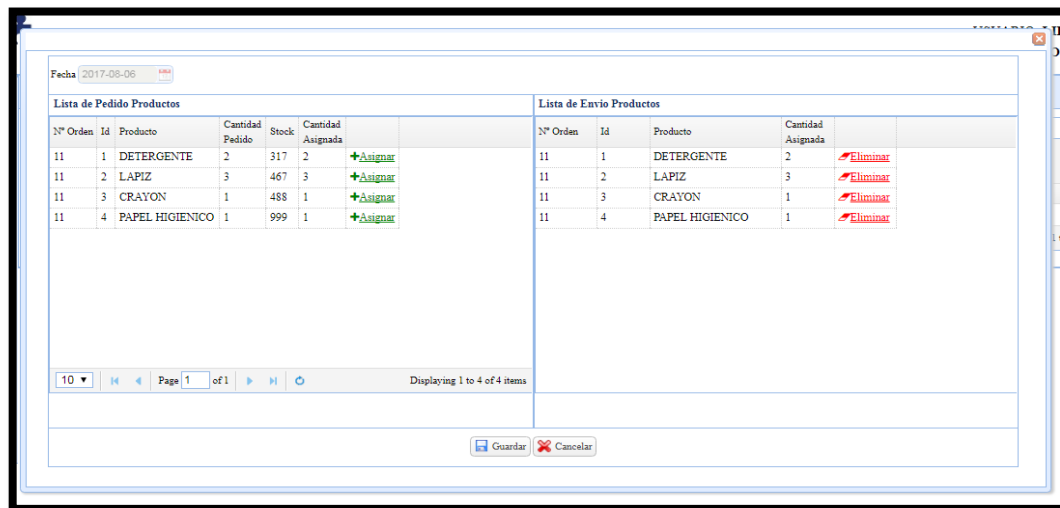 Fecha 2017-08-06
Lista de Pedido Productos
Nº Orden Id Producto Cantidad Pedido Stock Cantidad Asignada
11 1 DETERGENTE 2 317 2 Asignar
11 2 LAPIZ 3 467 3 Asignar
11 3 CRAYON 1 488 1 Asignar
11 4 PAPEL HIGIENICO 1 999 1 Asignar
10 Page 1 of 1 Displaying 1 to 4 of 4 items
Lista de Envio Productos
Nº Orden Id Producto Cantidad Asignada
11 1 DETERGENTE 2 Eliminar
11 2 LAPIZ 3 Eliminar
11 3 CRAYON 1 Eliminar
11 4 PAPEL HIGIENICO 1 Eliminar
Guardar Cancelar